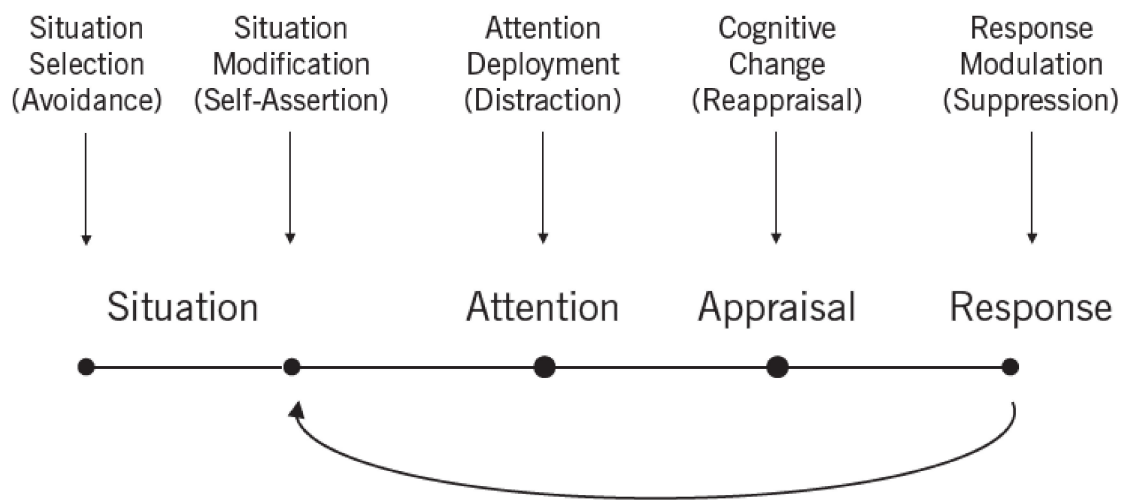 Situation
Selection
(Avoidance)
Situation
Modification
(Self-Assertion)
Attention
Deployment
(Distraction)
Cognitive
Change
(Reappraisal)
Response
Modulation
(Suppression)
Situation
Attention
Appraisal
Response